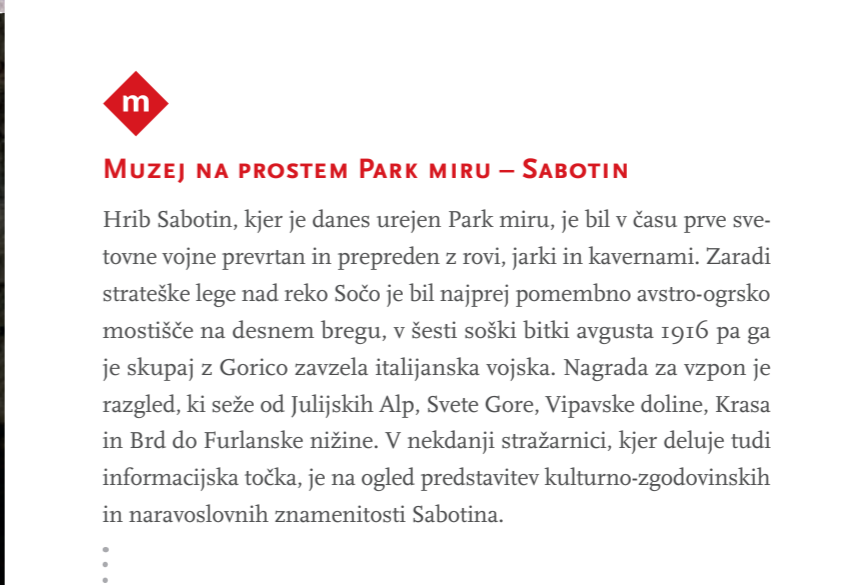 m
Muzej na prostem Park miru – Sabotin
Hrib Sabotin, kjer je danes urejen Park miru, je bil v času prve sve-
tovne vojne prevrtan in prepreden z rovi, jarki in kavernami. Zaradi
strateške lege nad reko Sočo je bil najprej pomembno avstro-ogrsko
mostišče na desnem bregu, v šesti soški bitki avgusta 1916 pa ga
je skupaj z Gorico zavzela italijanska vojska. Nagrada za vzpon je
razgled, ki seže od Julijskih Alp, Svete Gore, Vipavske doline, Krasa
in Brd do Furlanske nižine. V nekdanji stražarnici, kjer deluje tudi
informacijska točka, je na ogled predstavitev kulturno-zgodovinskih
in naravoslovnih znamenitosti Sabotina.